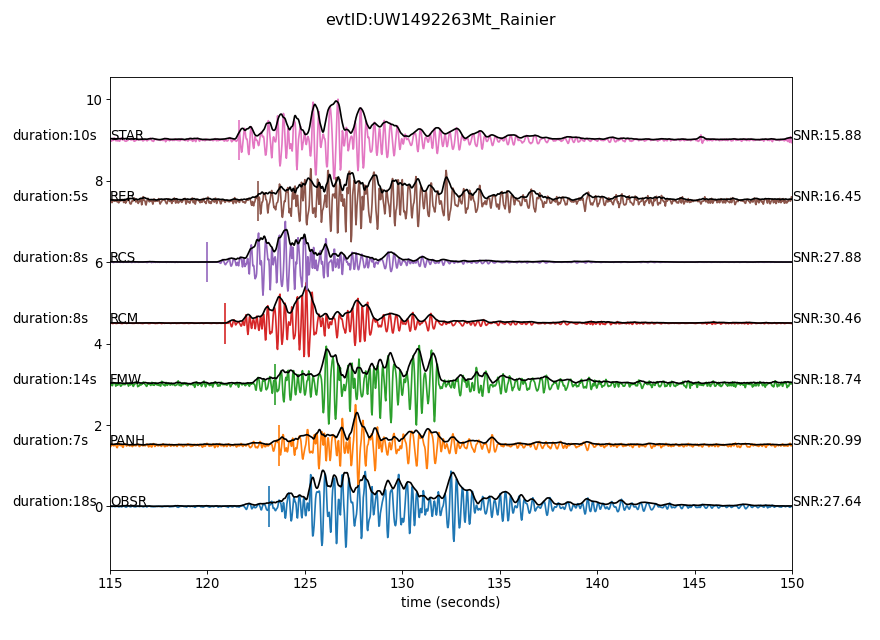 evtID:UW1492263Mt_Rainier
10
duration:10s STAR SNR:15.88
8
duration:5s RER SNR:16.45
duration:8s RCS SNR:27.88
6
duration:8s RCM SNR:30.46
4
duration:14s EMW SNR:18.74
2
duration:7s PANH SNR:20.99
duration:18s OBSR SNR:27.64
0
115 120 125 130 135 140 145 150
time (seconds)